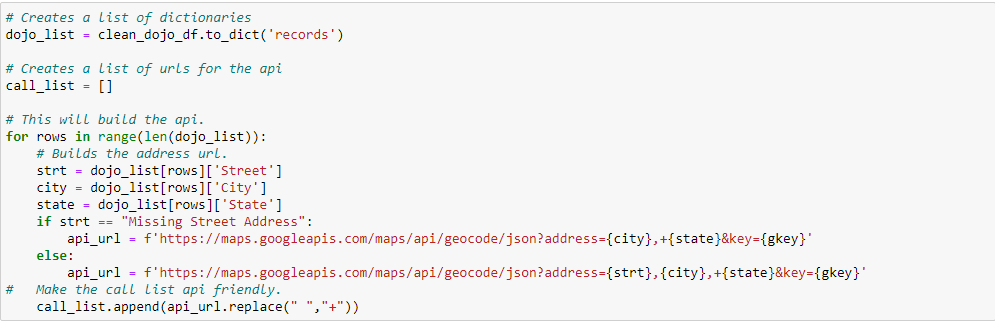 # Creates a list of dictionaries
dojo_list = clean_dojo_df.to_dict('records')

# Creates a list of urls for the api
call_list = []

# This will build the api.
for rows in range(len(dojo_list)):
    # Builds the address url.
    strt = dojo_list[rows]['Street']
    city = dojo_list[rows]['City']
    state = dojo_list[rows]['State']
    if strt == "Missing Street Address":
        api_url = f'https://maps.googleapis.com/maps/api/geocode/json?address={city},+{state}&key={gkey}'
    else:
        api_url = f'https://maps.googleapis.com/maps/api/geocode/json?address={strt},{city},+{state}&key={gkey}'
#   Make the call list api friendly.
    call_list.append(api_url.replace(" ","+"))